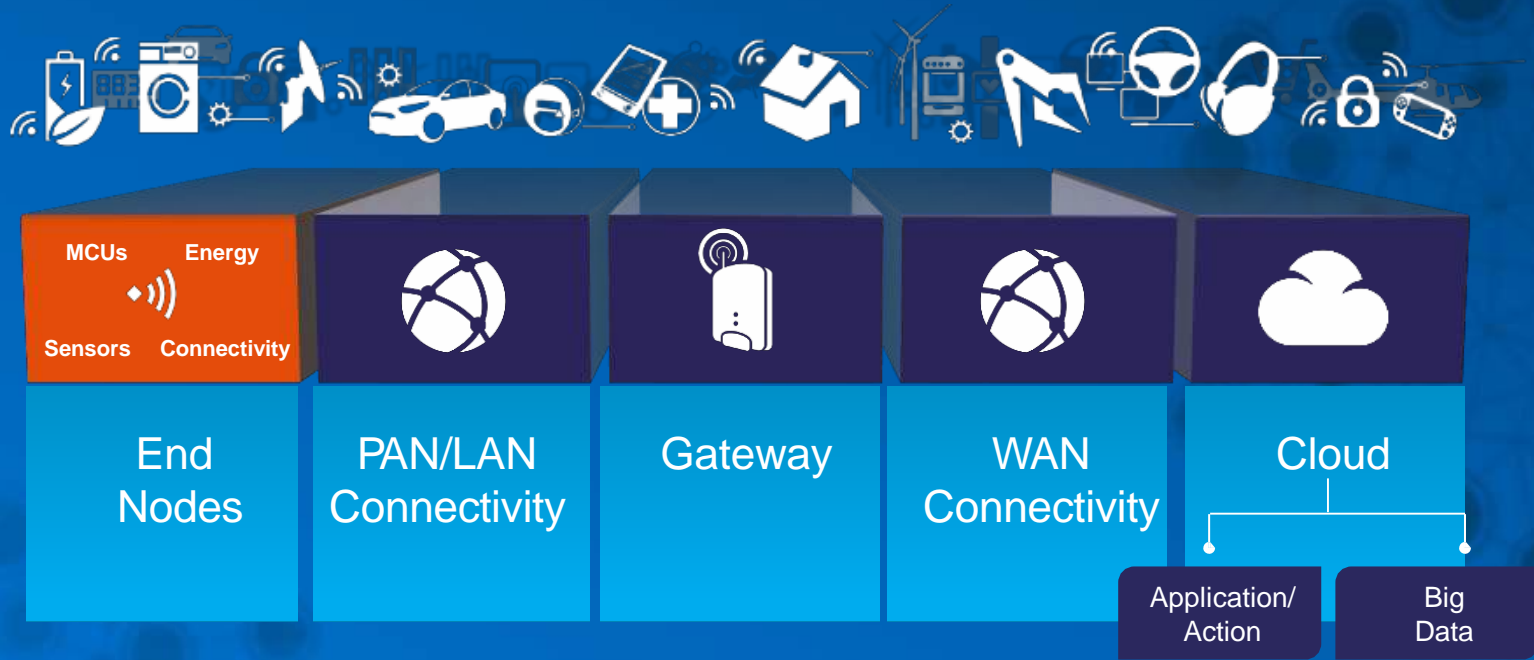 MCUs Energy
Sensors Connectivity
End
Nodes
PAN/LAN
Connectivity
Gateway
WAN
Connectivity
Cloud
Application/
Action
Big
Data